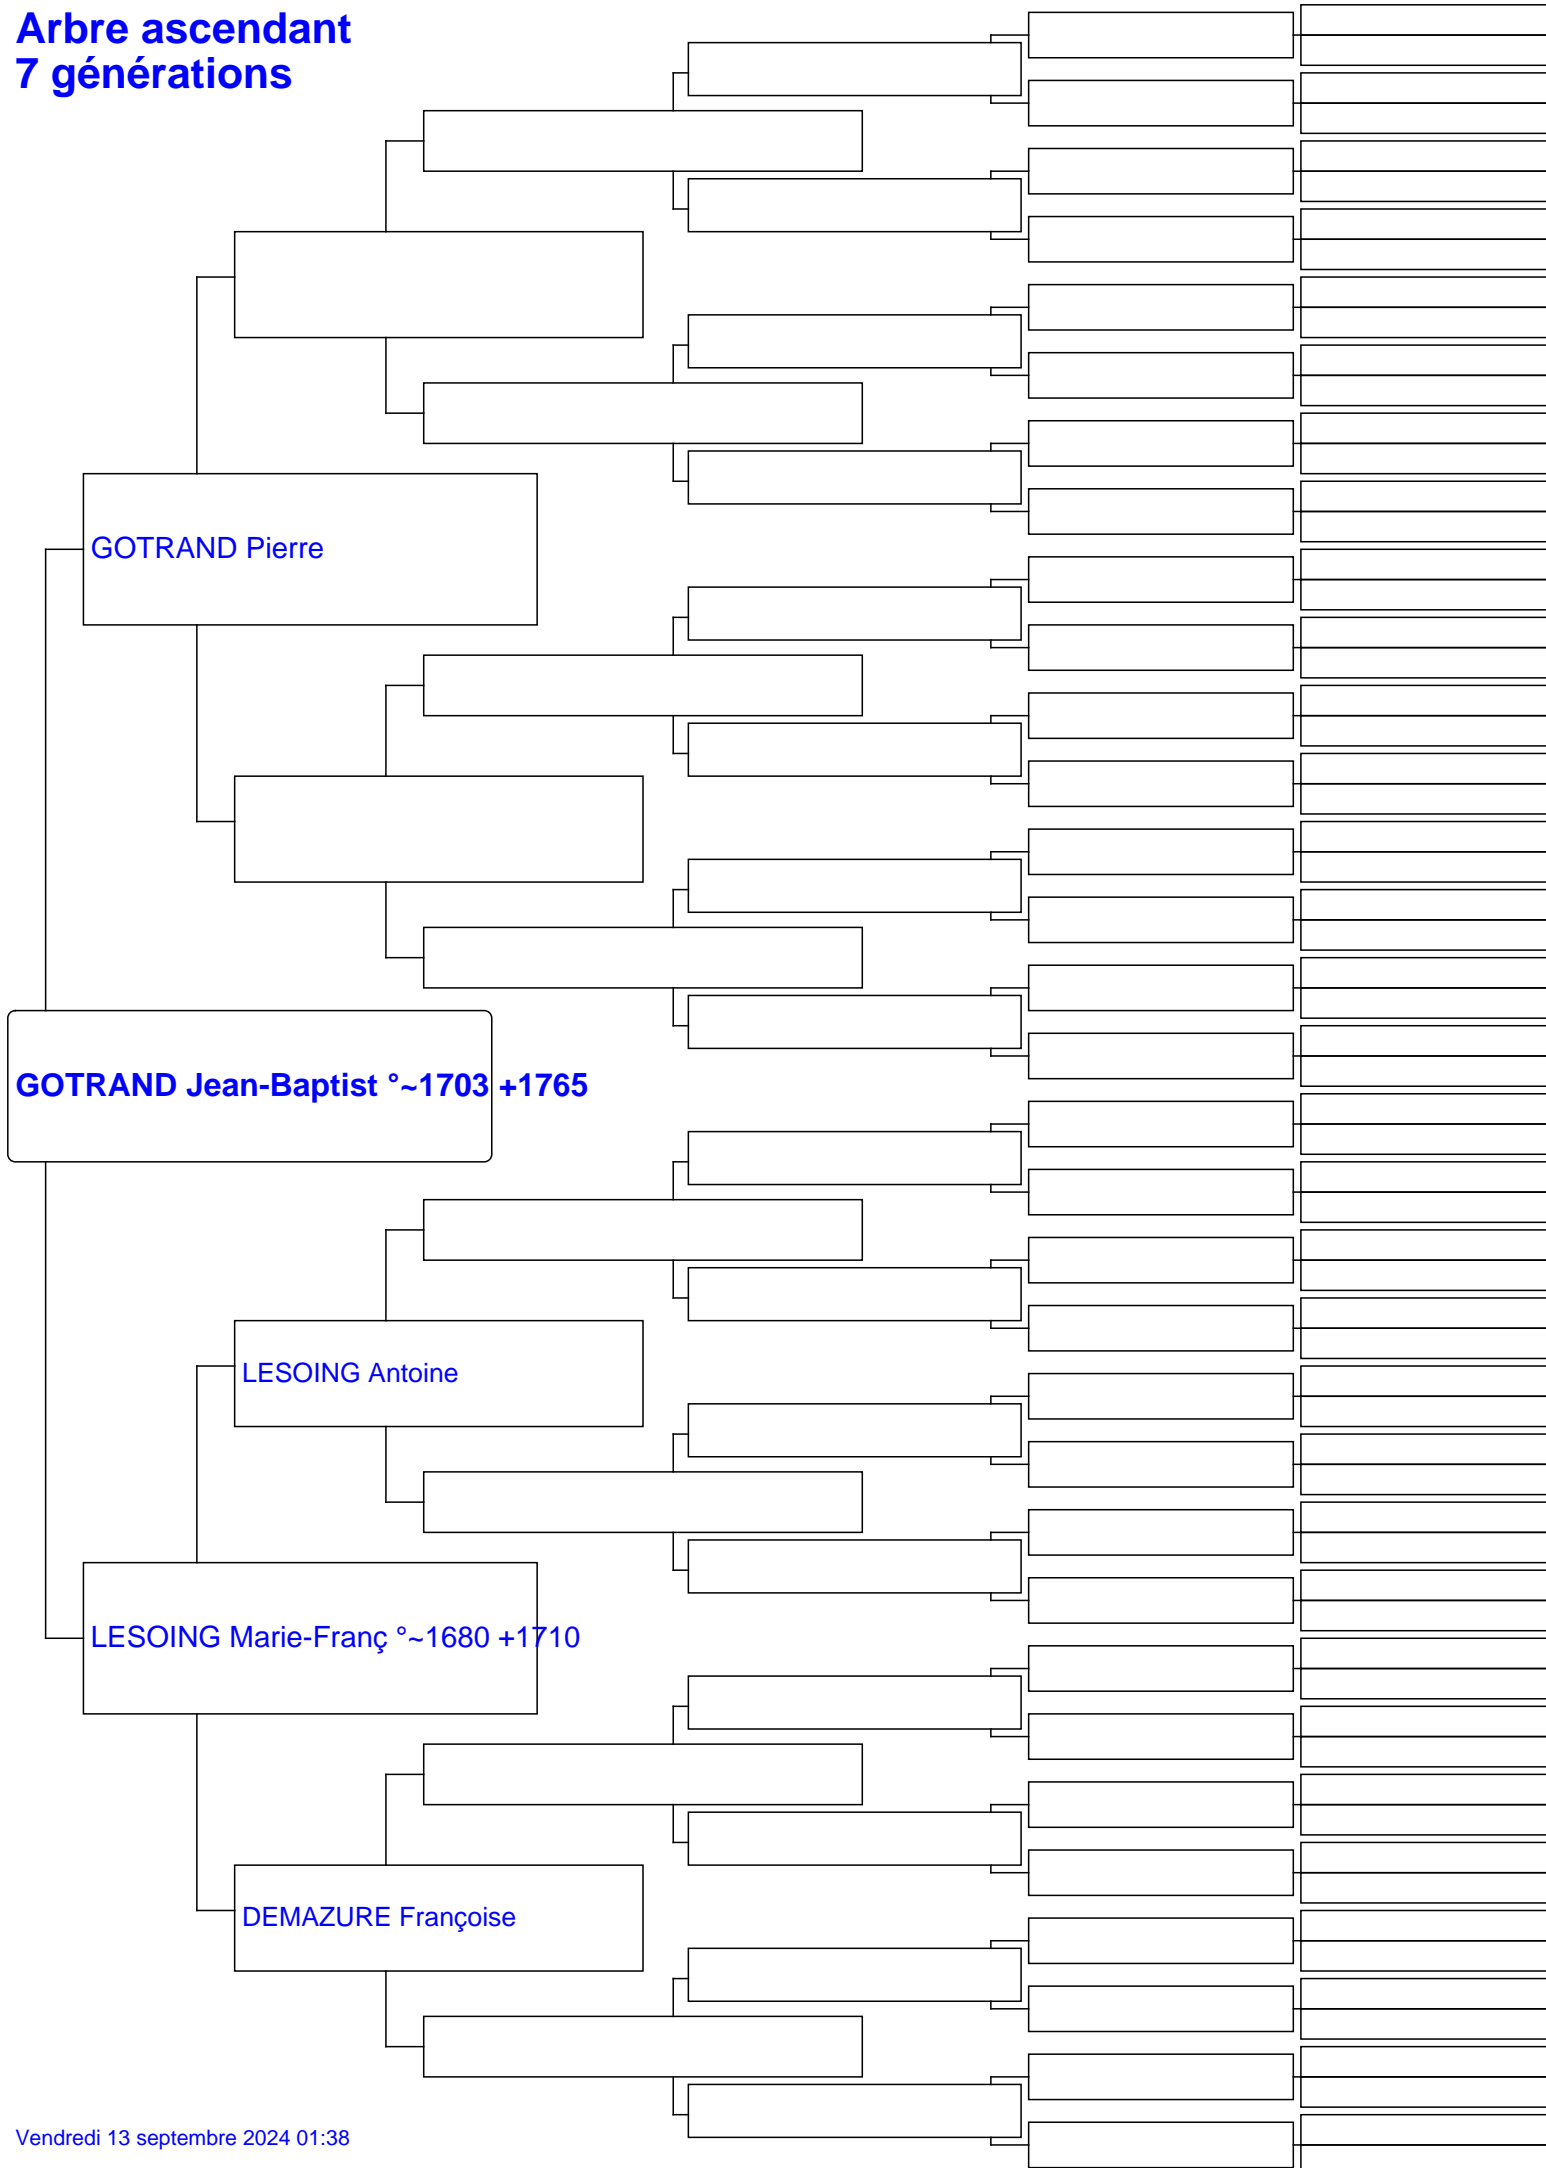 Arbre ascendant
7 générations
GOTRAND Pierre
GOTRAND Jean-Baptist °~1703 +1765
LESOING Antoine
LESOING Marie-Franç °~1680 +1710
DEMAZURE Françoise
Vendredi 13 septembre 2024 01:38